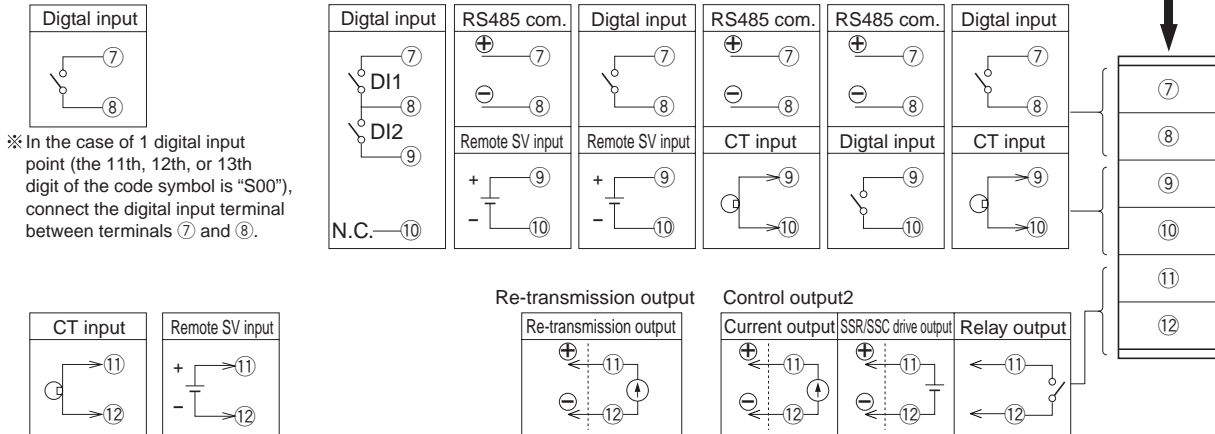 Digtal input
⑦
⑧
※ In the case of 1 digital input
point (the 11th, 12th, or 13th
digit of the code symbol is “S00”),
connect the digital input terminal
between terminals ⑦ and ⑧.
Digtal input
⑦
DI1
⑧
DI2
⑨
N.C. ⑩
RS485 com.
⊕ ⑦
⊖ ⑧
Remote SV input
+ ⑨
− ⑩
Digtal input
⑦
⑧
Remote SV input
+ ⑨
− ⑩
RS485 com.
⊕ ⑦
⊖ ⑧
CT input
⑨
⑩
RS485 com.
⊕ ⑦
⊖ ⑧
Digtal input
⑨
⑩
Digtal input
⑦
⑧
CT input
⑨
⑩
⑦
⑧
⑨
⑩
⑪
⑫
CT input
⑪
⑫
Remote SV input
+ ⑪
− ⑫
Re-transmission output
Re-transmission output
⊕ ⑪
⊖ ⑫
Control output2
Current output
⊕ ⑪
⊖ ⑫
SSR/SSC drive output
⊕ ⑪
⊖ ⑫
Relay output
⑪
⑫